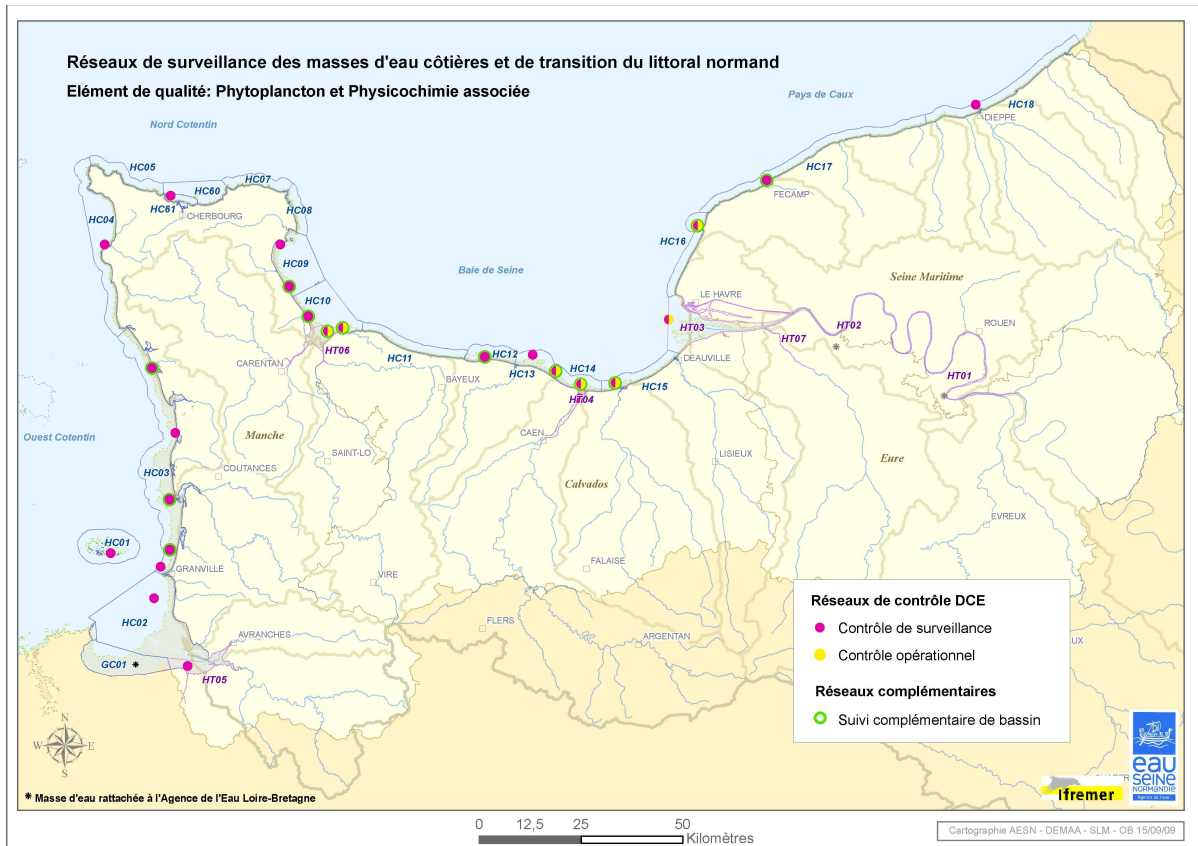 Réseaux de surveillance des masses d'eau côtières et de transition du littoral normand
Elément de qualité: Phytoplancton et Physicochimie associée
Pays de Caux
Nord Cotentin
HC18
DIEPPE
HC05
HC60
HC07
HC17
FECAMP
HC61
CHERBOURG
HC04
HC08
HC16
HC09
Baie de Seine
Seine Maritime
HC10
LE HAVRE
HT03
HT02
ROUEN
HT07
HT06
HC11
HC12
DEAUVILLE
CARENTAN
HC13
HC14
HT01
BAYEUX
HC15
HT04
Ouest Cotentin
Manche
CAEN
SAINT-LO
LISIEUX
Eure
HC03
COUTANCES
Calvados
EVREUX
HC01
GRANVILLE
FALAISE
VIRE
HC02
FLERS
AVRANCHES
ARGENTAN
GC01 *
HT05
Réseaux de contrôle DCE
Contrôle de surveillance
Contrôle opérationnel
Réseaux complémentaires
Suivi complémentaire de bassin
N
W E
S
* Masse d'eau rattachée à l'Agence de l'Eau Loire-Bretagne
Ifremer
eau
SEINE
NORMANDIE
Agence de l'eau
0 12,5 25 50
Kilomètres
Cartographie AESN - DEMAA - SLM - OB 15/09/09